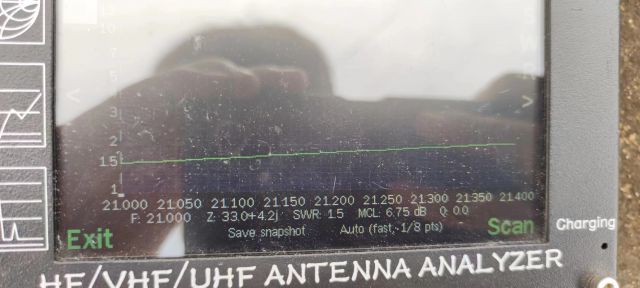 5
3
2
1.5
1
21.000 21.050 21.100 21.150 21.200 21.250 21.300 21.350 21.400
F: 21.000 Z: 33.0+4.2j SWR: 1.5 MCL: 6.75 dB Q: 0.0
Save snapshot Auto (fast, 1/8 pts)
Exit Scan
Charging
HF/VHF/UHF ANTENNA ANALYZER